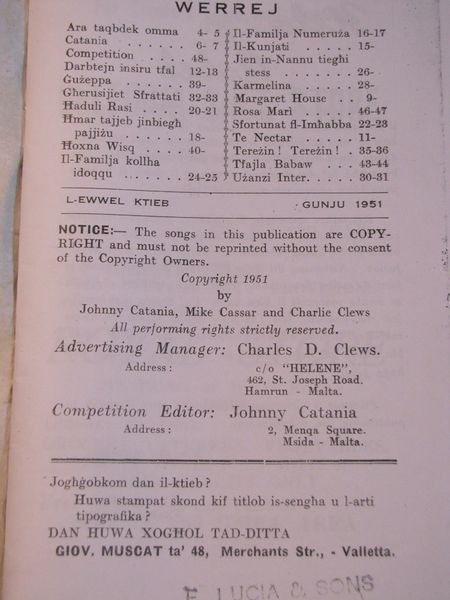 WERREJ
Ara taqbdek omma 4- 5
Catania . . . . . . 6- 7
Competition . . . . 48-
Darbtejn insiru tfal 12-13
Gużeppa . . . . . . 39-
Gherusijiet Sfrattati 32-33
Ħaduli Rasi . . . . 20-21
Ħmar tajjeb jinbiegh
pajjiżu . . . . . 18-
Hoxna Wisq . . . . 40-
Il-Familja kollha
idoqqu . . . . . . 24-25
Il-Familja Numeruża 16-17
Il-Kunjati . . . . . 15-
Jien in-Nannu tieghi
stess . . . . . . . 26-
Karmelina . . . . . 28-
Margaret House . . 9-
Rosa Marì . . . . . 46-47
Sfortunat fl-Imħabba 22-23
Te Nectar . . . . . 11-
Tereżin! Tereżin! . 35-36
Tfajla Babaw . . . 43-44
Użanzi Inter. . . . . 30-31
L-EWWEL KTIEB GUNJU 1951
NOTICE:— The songs in this publication are COPY-
RIGHT and must not be reprinted without the consent
of the Copyright Owners.
Copyright 1951
by
Johnny Catania, Mike Cassar and Charlie Clews
All performing rights strictly reserved.
Advertising Manager: Charles D. Clews.
Address: c/o "HELENE",
462, St. Joseph Road.
Hamrun - Malta.
Competition Editor: Johnny Catania
Address: 2, Menqa Square.
Msida - Malta.
Jogħġobkom dan il-ktieb?
Huwa stampat skond kif titlob is-sengha u l-arti
tipografika?
DAN HUWA XOGĦOL TAD-DITTA
GIOV. MUSCAT ta' 48, Merchants Str., - Valletta.
LUCIA & SONS